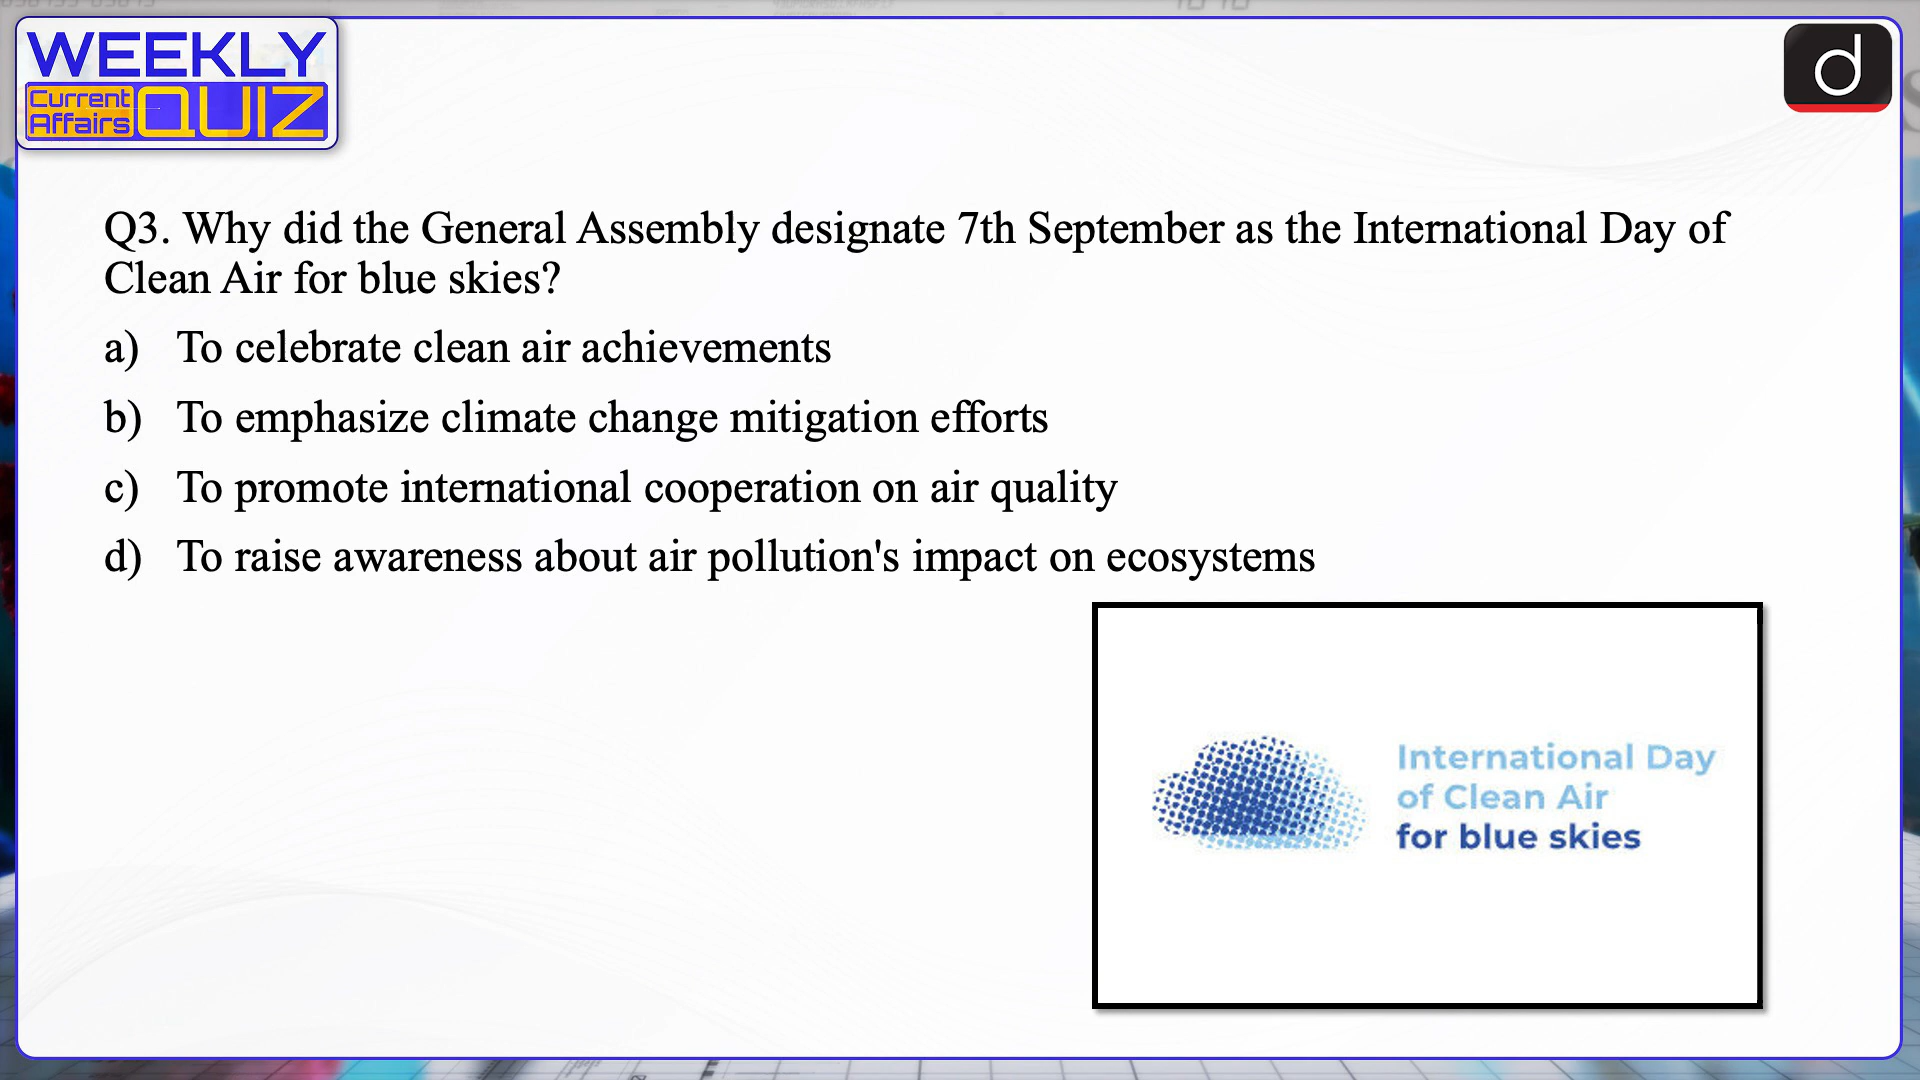 WEEKLY
Current
Affairs
QUIZ
d
Q3. Why did the General Assembly designate 7th September as the International Day of
Clean Air for blue skies?
a) To celebrate clean air achievements
b) To emphasize climate change mitigation efforts
c) To promote international cooperation on air quality
d) To raise awareness about air pollution's impact on ecosystems
International Day
of Clean Air
for blue skies